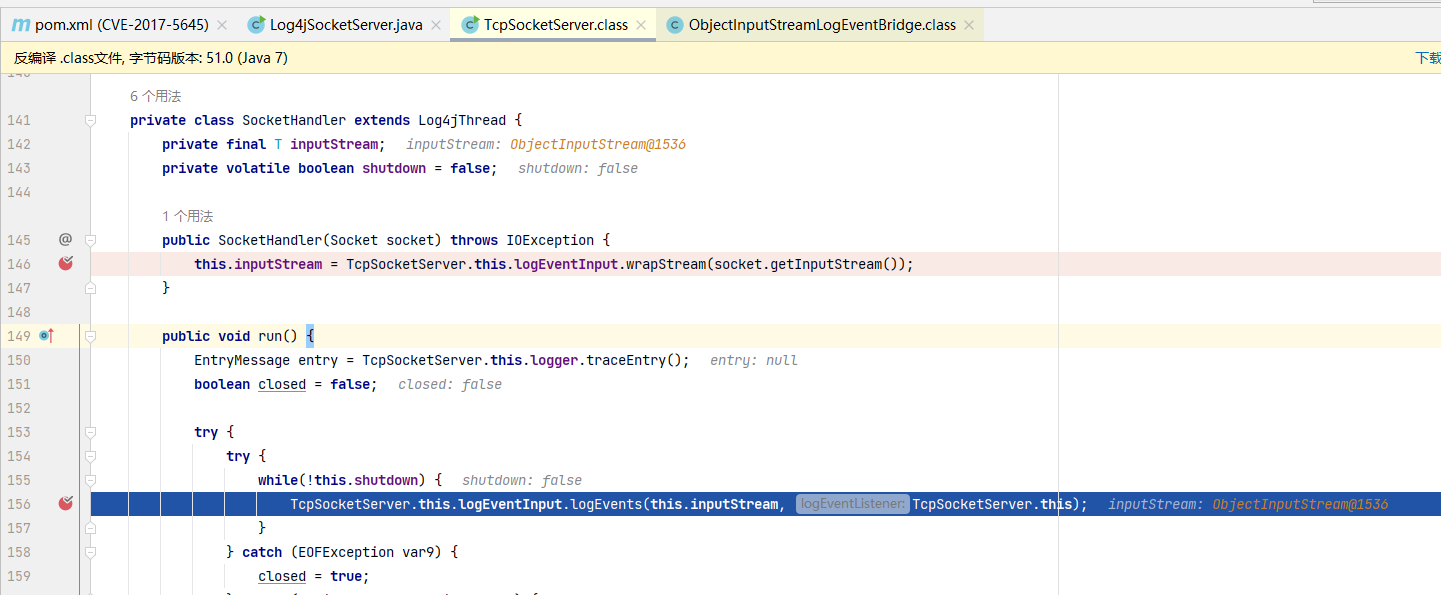 pom.xml (CVE-2017-5645) Log4jSocketServer.java TcpSocketServer.class ObjectInputStreamLogEventBridge.class
反编译 .class文件, 字节码版本: 51.0 (Java 7) 下载
6 个用法
141 private class SocketHandler extends Log4jThread {
142 private final T inputStream; inputStream: ObjectInputStream@1536
143 private volatile boolean shutdown = false; shutdown: false
144
1 个用法
145 @ public SocketHandler(Socket socket) throws IOException {
146 this.inputStream = TcpSocketServer.this.logEventInput.wrapStream(socket.getInputStream());
147 }
148
149 public void run() {
150 EntryMessage entry = TcpSocketServer.this.logger.traceEntry(); entry: null
151 boolean closed = false; closed: false
152
153 try {
154 try {
155 while(!this.shutdown) { shutdown: false
156 TcpSocketServer.this.logEventInput.logEvents(this.inputStream, logEventListener: TcpSocketServer.this); inputStream: ObjectInputStream@1536
157 }
158 } catch (EOFException var9) {
159 closed = true;